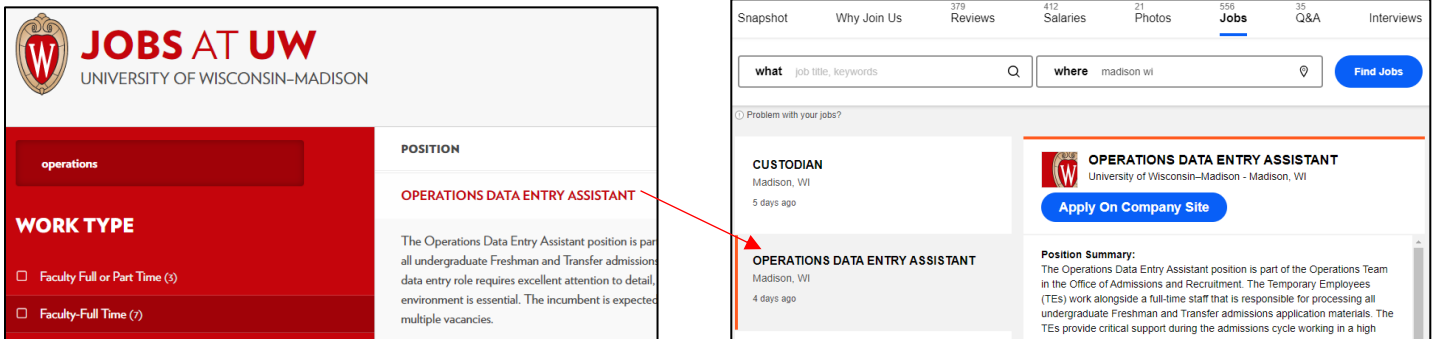 JOBS AT UW
UNIVERSITY OF WISCONSIN–MADISON
operations
WORK TYPE
Faculty Full or Part Time (3)
Faculty-Full Time (7)
POSITION
OPERATIONS DATA ENTRY ASSISTANT
The Operations Data Entry Assistant position is par
all undergraduate Freshman and Transfer admission
data entry role requires excellent attention to detail,
environment is essential. The incumbent is expected
multiple vacancies.
Snapshot
Why Join Us
379
Reviews
412
Salaries
21
Photos
556
Jobs
35
Q&A
Interviews
what job title, keywords
where madison wi
Find Jobs
Problem with your jobs?
CUSTODIAN
Madison, WI
5 days ago
OPERATIONS DATA ENTRY ASSISTANT
Madison, WI
4 days ago
OPERATIONS DATA ENTRY ASSISTANT
University of Wisconsin–Madison - Madison, WI
Apply On Company Site
Position Summary:
The Operations Data Entry Assistant position is part of the Operations Team
in the Office of Admissions and Recruitment. The Temporary Employees
(TEs) work alongside a full-time staff that is responsible for processing all
undergraduate Freshman and Transfer admissions application materials. The
TEs provide critical support during the admissions cycle working in a high